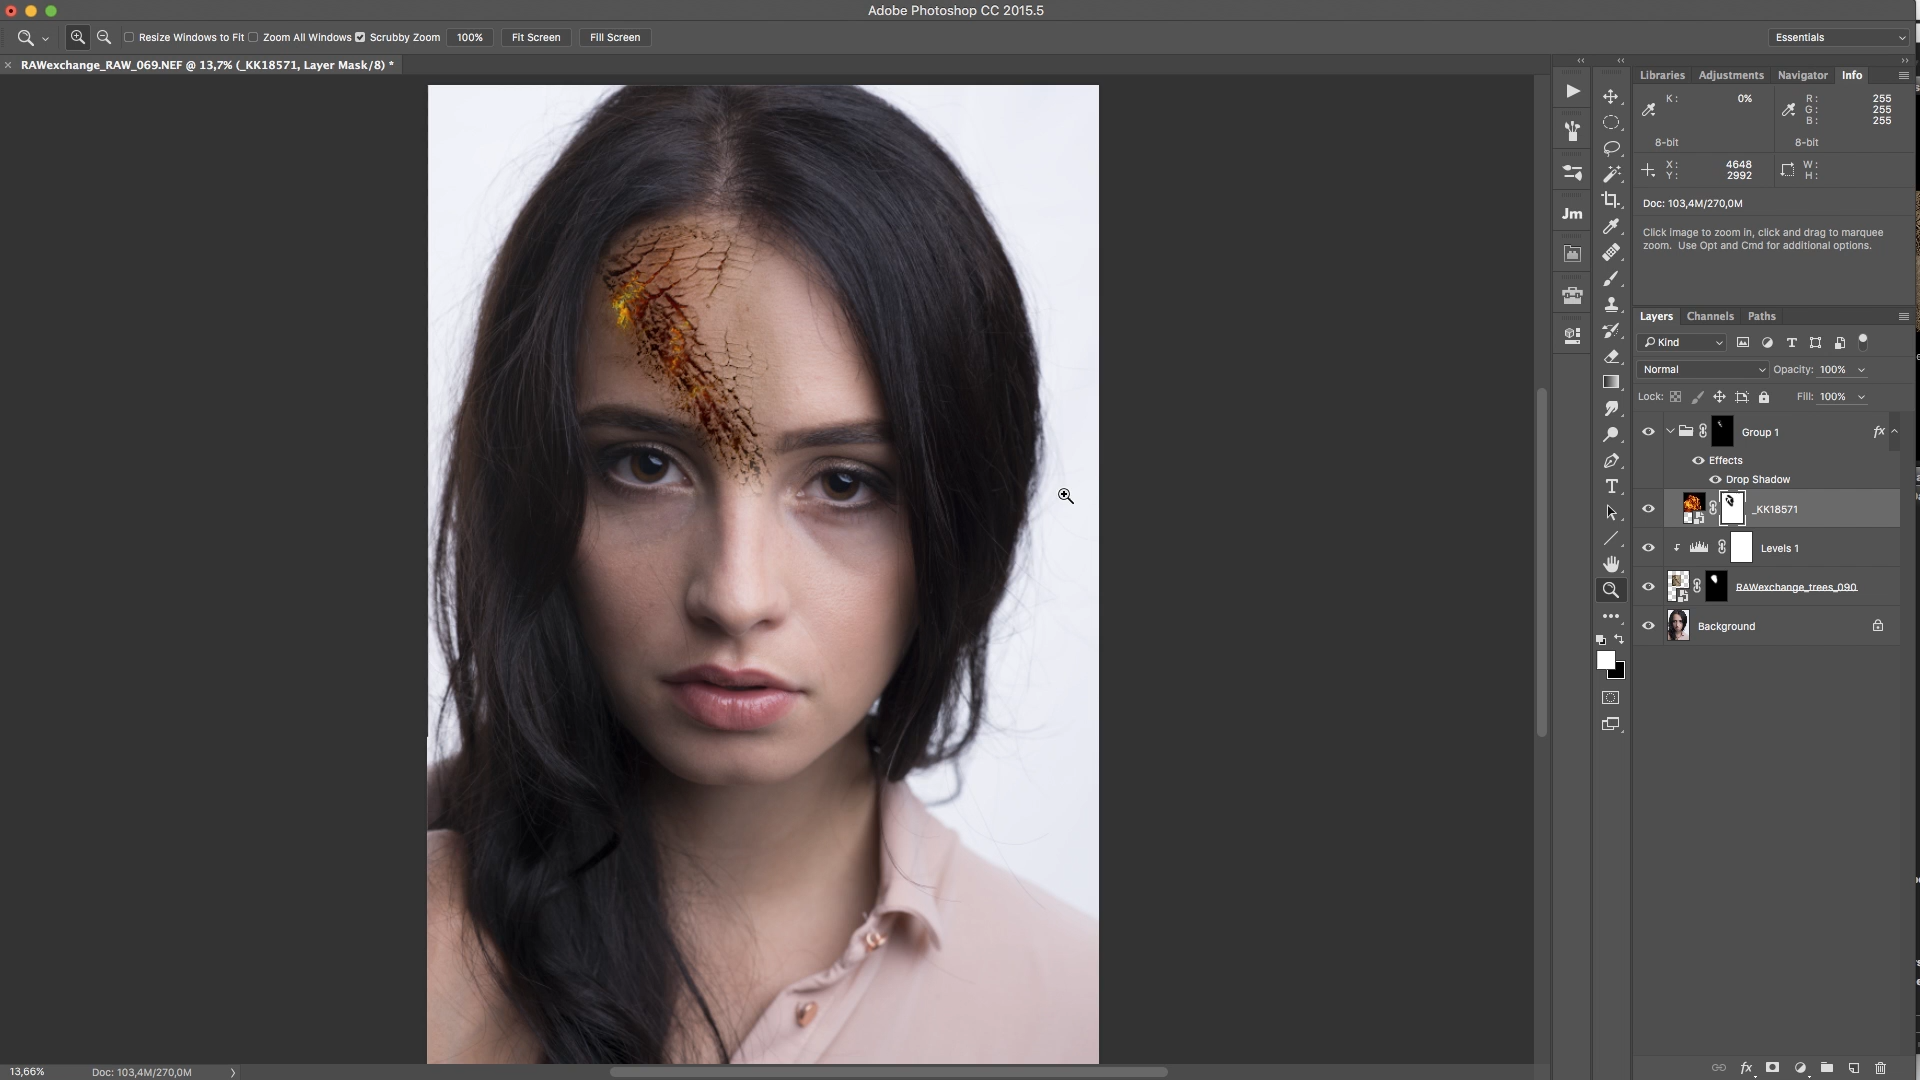 Adobe Photoshop CC 2015.5
Resize Windows to Fit Zoom All Windows Scrubby Zoom 100% Fit Screen Fill Screen Essentials
RAWexchange_RAW_069.NEF @ 13,7% (_KK18571, Layer Mask/8) *
Libraries Adjustments Navigator Info
K: 0% R: 255
G: 255
B: 255
8-bit 8-bit
X: 4648 W:
Y: 2992 H:
Doc: 103,4M/270,0M
Click image to zoom in, click and drag to marquee
zoom. Use Opt and Cmd for additional options.
Jm
Layers Channels Paths
Kind
Normal Opacity: 100%
Lock: Fill: 100%
Group 1 fx
Effects
Drop Shadow
_KK18571
Levels 1
RAWexchange_trees_090
Background
13,66% Doc: 103,4M/270,0M
fx